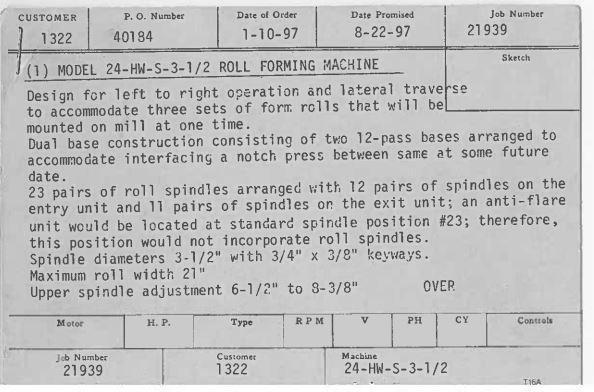 CUSTOMER P. O. Number Date of Order Date Promised Job Number
1322 40184 1-10-97 8-22-97 21939
(1) MODEL 24-HW-S-3-1/2 ROLL FORMING MACHINE Sketch
Design for left to right operation and lateral traverse
to accommodate three sets of form rolls that will be
mounted on mill at one time.
Dual base construction consisting of two 12-pass bases arranged to
accommodate interfacing a notch press between same at some future
date.
23 pairs of roll spindles arranged with 12 pairs of spindles on the
entry unit and 11 pairs of spindles on the exit unit; an anti-flare
unit would be located at standard spindle position #23; therefore,
this position would not incorporate roll spindles.
Spindle diameters 3-1/2" with 3/4" x 3/8" keyways.
Maximum roll width 21"
Upper spindle adjustment 6-1/2" to 8-3/8" OVER
Motor H. P. Type R P M V PH CY Controls
Job Number Customer Machine
21939 1322 24-HW-S-3-1/2
T16A